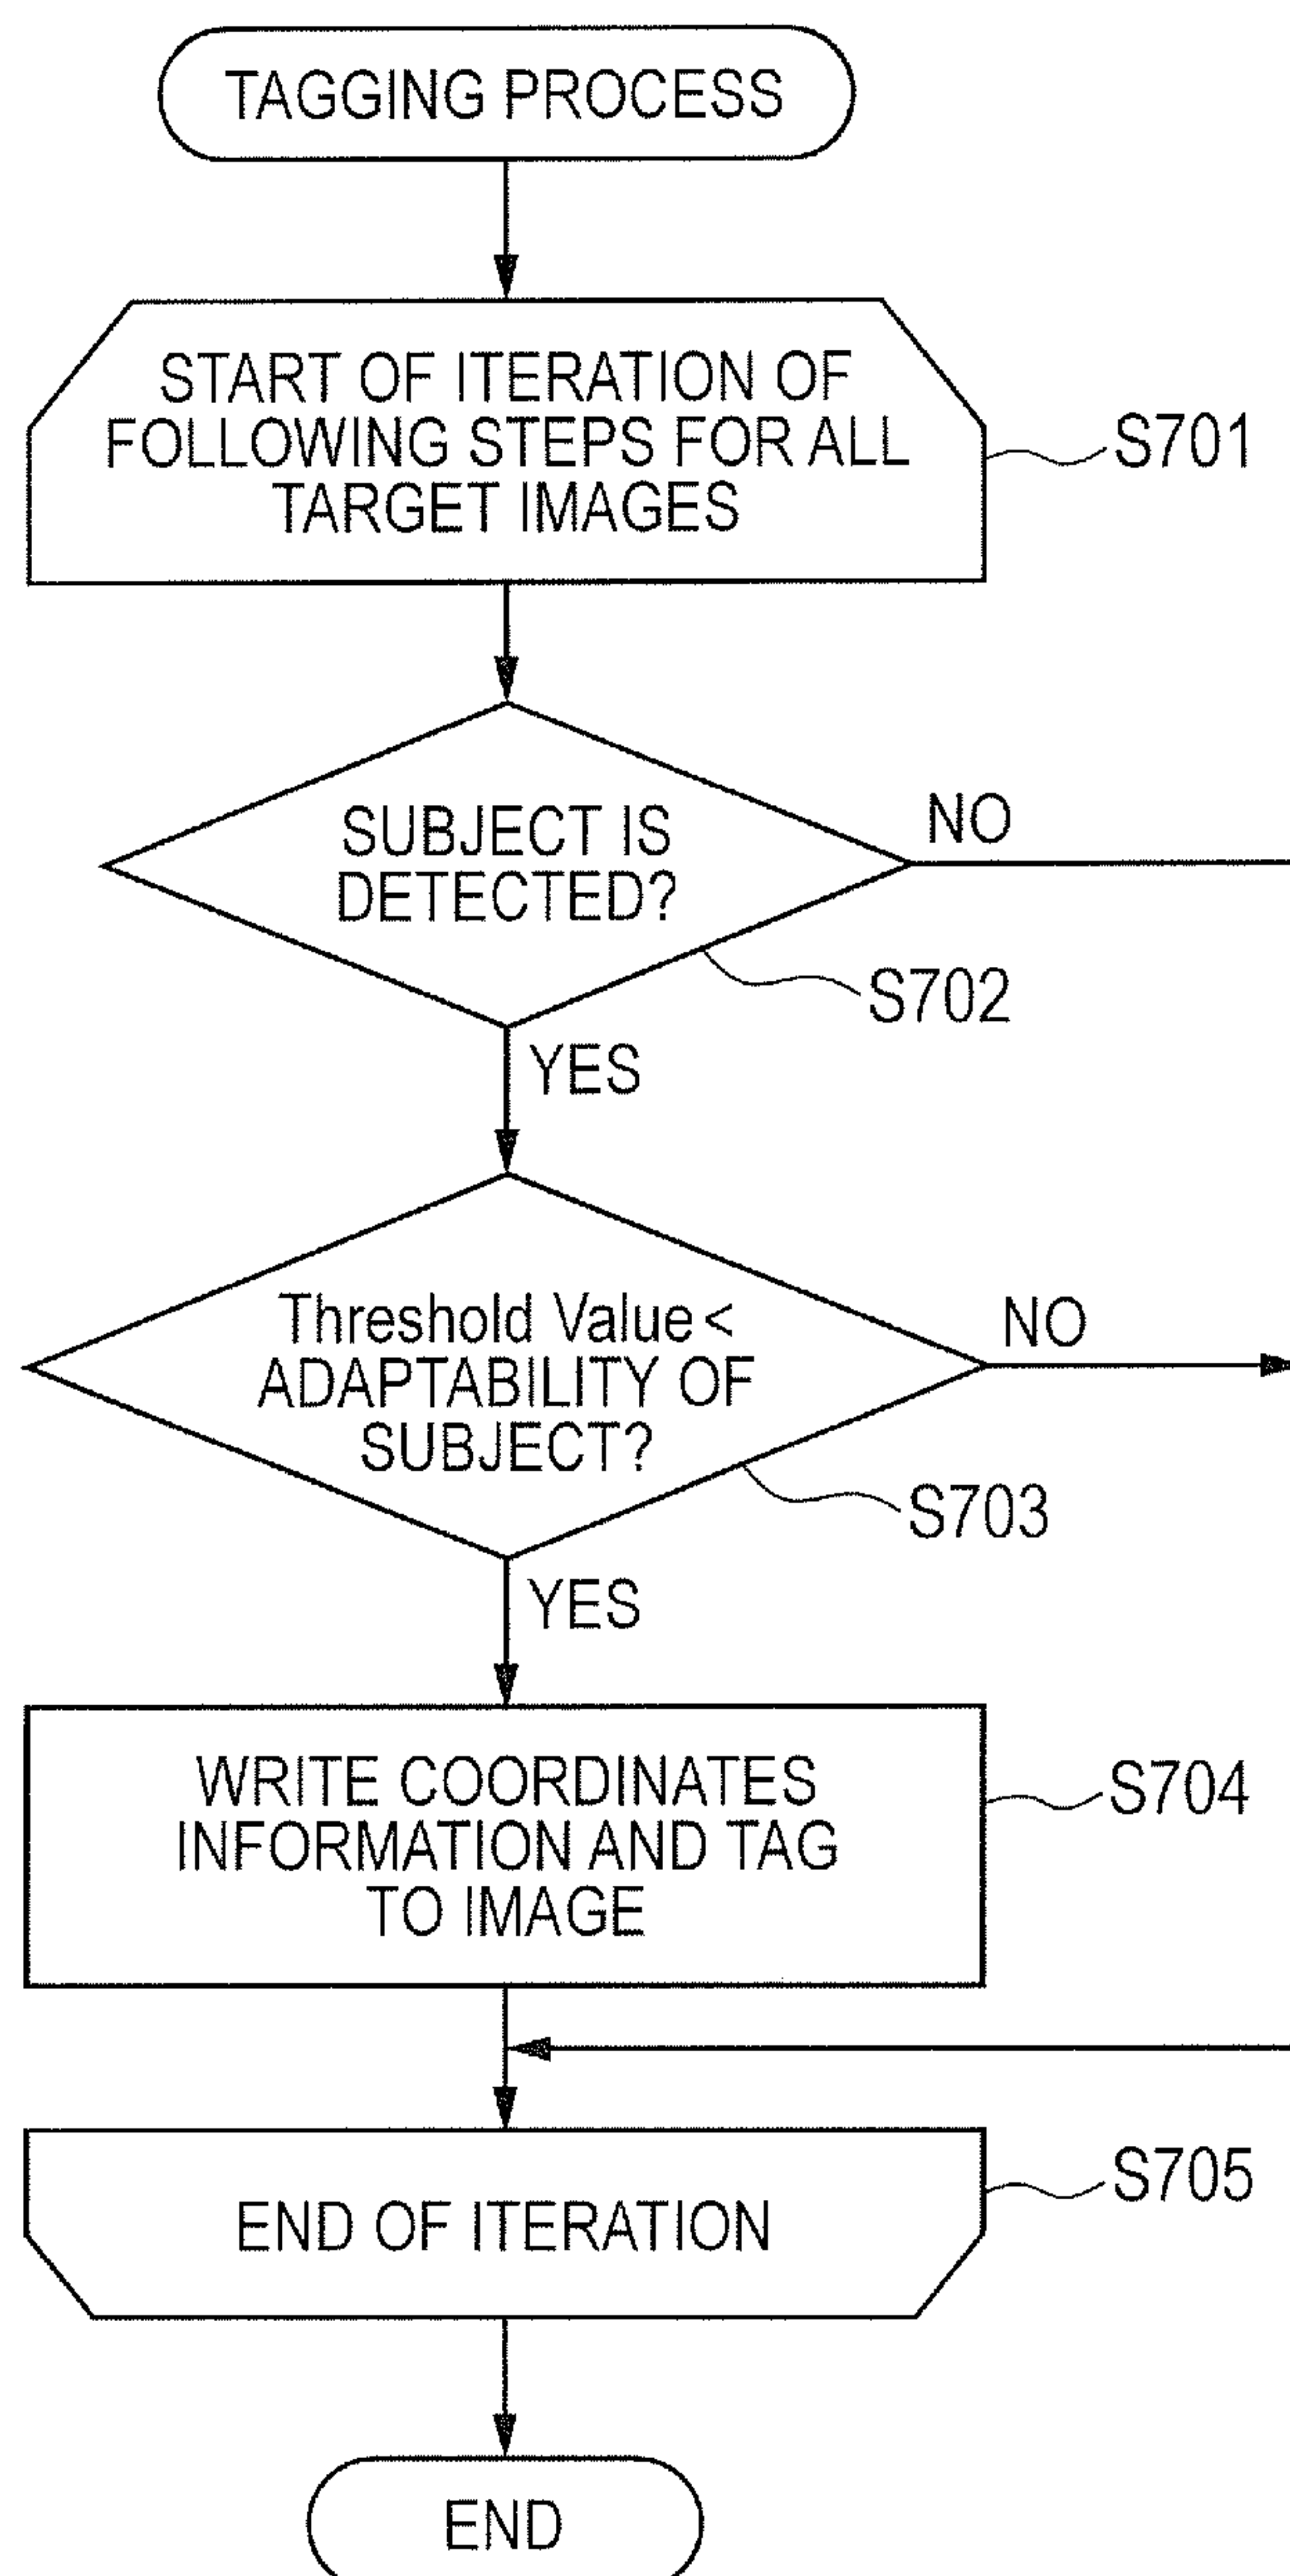 TAGGING PROCESS
START OF ITERATION OF
FOLLOWING STEPS FOR ALL
TARGET IMAGES
S701
SUBJECT IS
DETECTED?
NO
S702
YES
Threshold Value <
ADAPTABILITY OF
SUBJECT?
NO
S703
YES
WRITE COORDINATES
INFORMATION AND TAG
TO IMAGE
S704
END OF ITERATION
S705
END